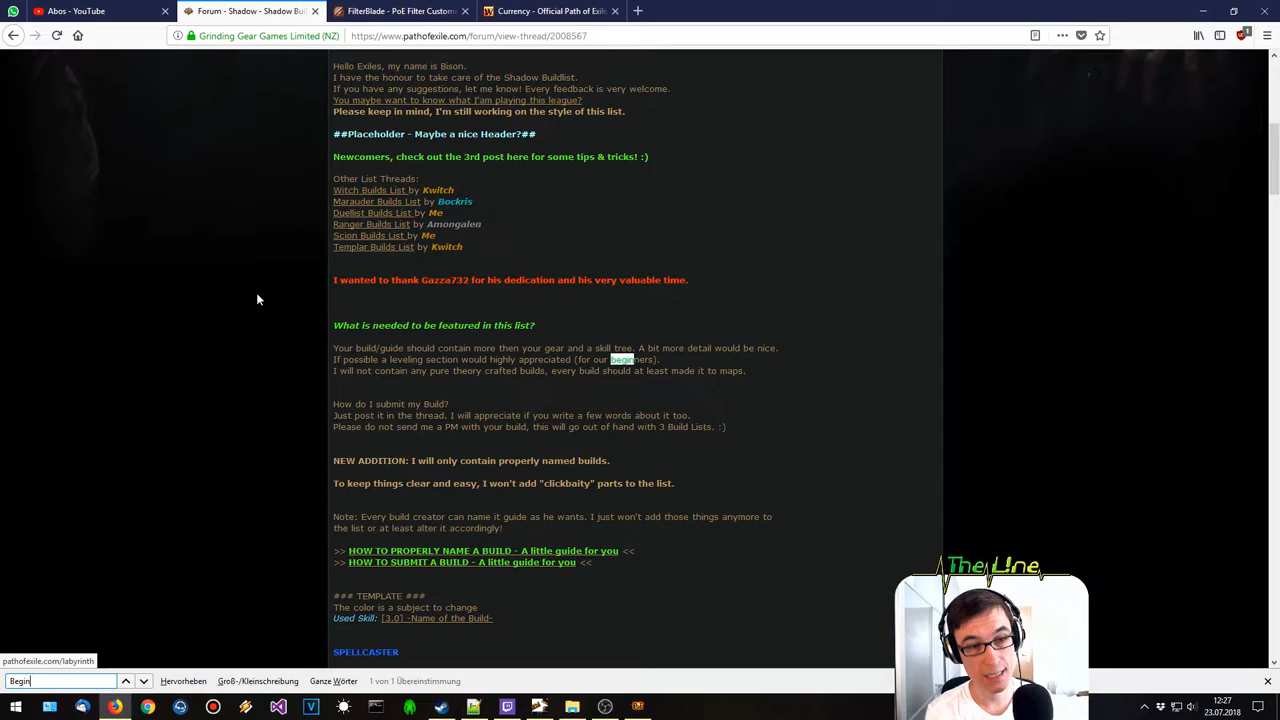 Abos
Forum - Shadow - Shadow Bui
FilterBlade - PoE Filter Custome
Currency - Official Path of Exile
Grinding Gear Games Limited (NZ)
https://www.pathofexile.com/forum/view-thread/2008567
Hello Exiles, my name is Bison.
I have the honour to take care of the Shadow Buildlist.
If you have any suggestions, let me know! Every feedback is very welcome.
You maybe want to know what I'am playing this league?
Please keep in mind, I'm still working on the style of this list.
##Placeholder - Maybe a nice Header?##
Newcomers, check out the 3rd post here for some tips & tricks! :)
Other List Threads:
Witch Builds List by Kwitch
Marauder Builds List by Bockris
Duellist Builds List by Me
Ranger Builds List by Amongalen
Scion Builds List by Me
Templar Builds List by Kwitch
I wanted to thank Gazza732 for his dedication and his very valuable time.
What is needed to be featured in this list?
Your build/guide should contain more then your gear and a skill tree. A bit more detail would be nice.
If possible a leveling section would highly appreciated (for our beginners).
I will not contain any pure theory crafted builds, every build should at least made it to maps.
How do I submit my Build?
Just post it in the thread. I will appreciate if you write a few words about it too.
Please do not send me a PM with your build, this will go out of hand with 3 Build Lists. :)
NEW ADDITION: I will only contain properly named builds.
To keep things clear and easy, I won't add "clickbaity" parts to the list.
Note: Every build creator can name it guide as he wants. I just won't add those things anymore to
the list or at least alter it accordingly!
>> HOW TO PROPERLY NAME A BUILD - A little guide for you <<
>> HOW TO SUBMIT A BUILD - A little guide for you <<
### TEMPLATE ###
The color is a subject to change
Used Skill: [3.0] -Name of the Build-
SPELLCASTER
The L!ne
pathofexile.com/labyrinth
Begin
Hervorheben
Groß-/Kleinschreibung
Ganze Wörter
1 von 1 Übereinstimmung
12:27
23.07.2018